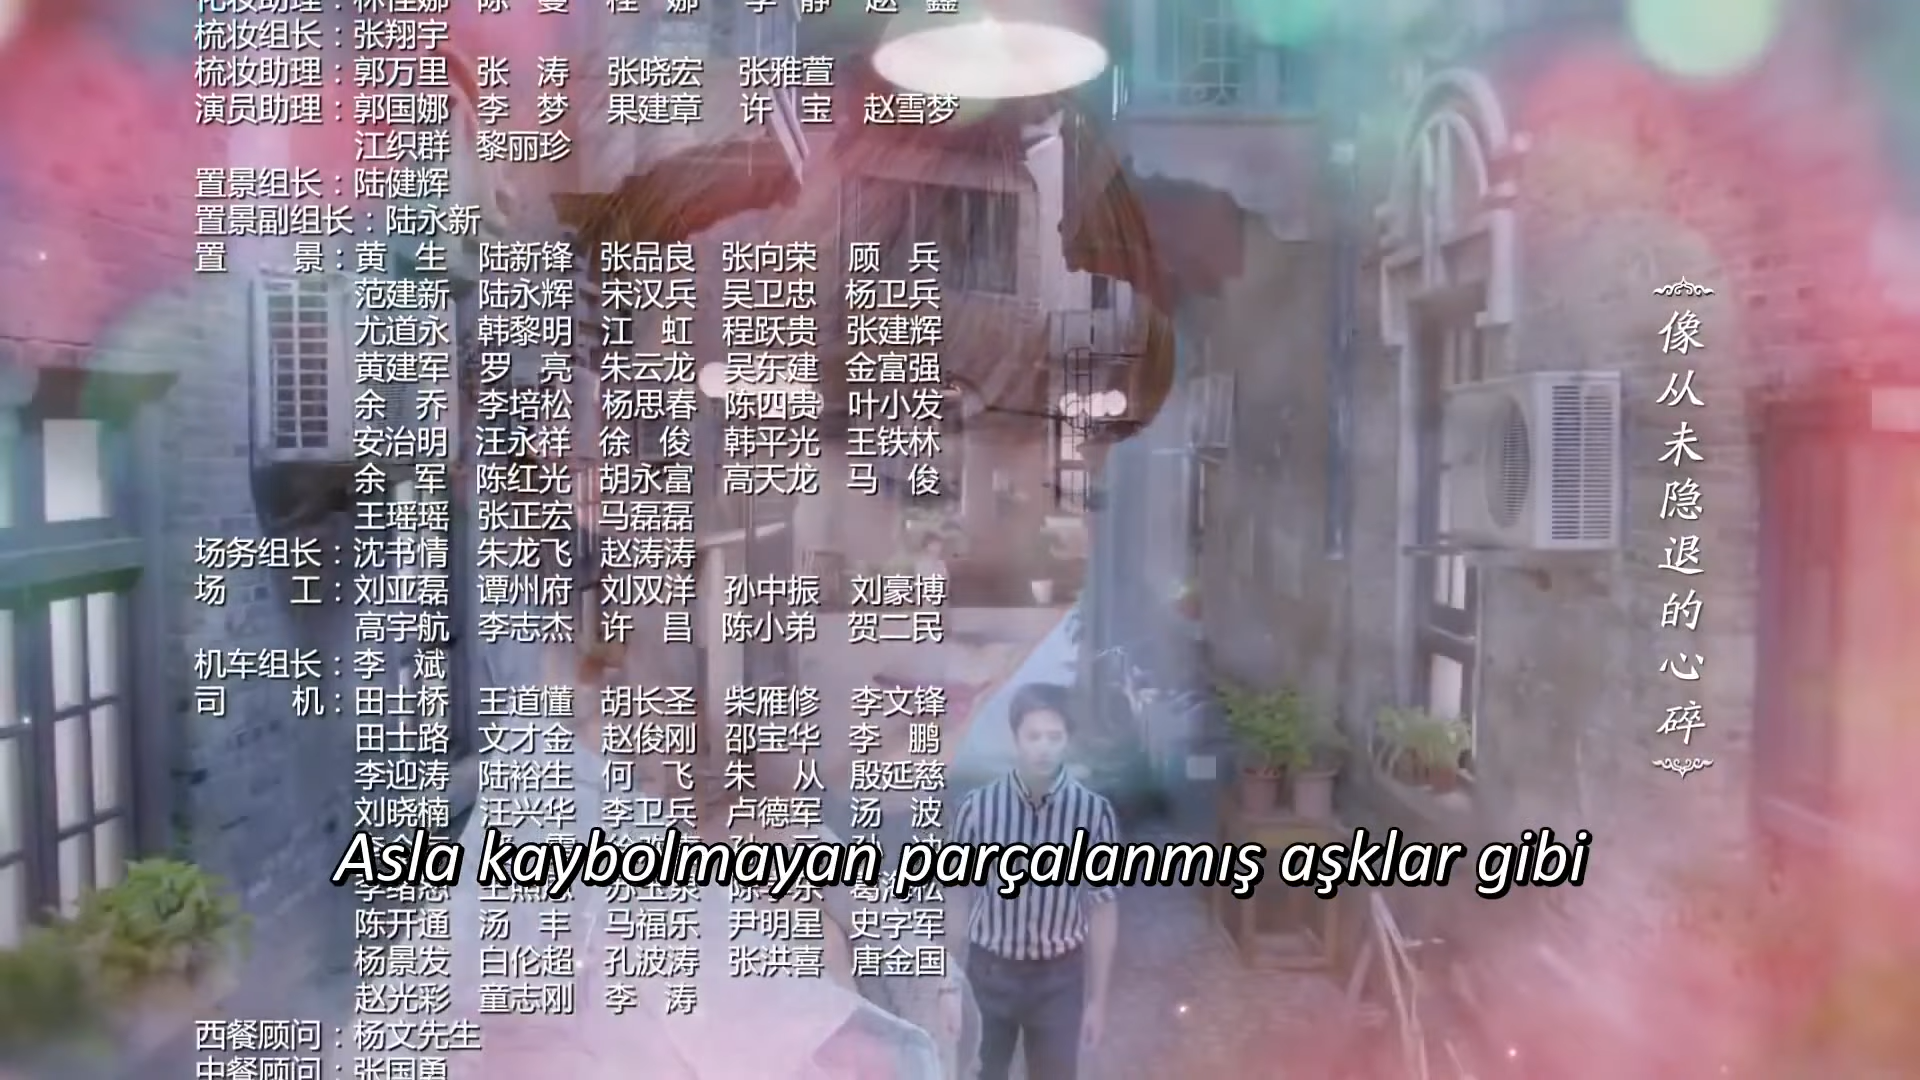 梳妆组长：张翔宇
梳妆助理：郭万里 张 涛 张晓宏 张雅萱
演员助理：郭国娜 李 梦 果建章 许 宝 赵雪梦
江织群 黎丽珍
置景组长：陆健辉
置景副组长：陆永新
置 景：黄 生 陆新锋 张品良 张向荣 顾 兵
范建新 陆永辉 宋汉兵 吴卫忠 杨卫兵
尤道永 韩黎明 江 虹 程跃贵 张建辉
黄建军 罗 亮 朱云龙 吴东建 金富强
余 乔 李培松 杨思春 陈四贵 叶小发
安治明 汪永祥 徐 俊 韩平光 王铁林
余 军 陈红光 胡永富 高天龙 马 俊
王瑶瑶 张正宏 马磊磊
场务组长：沈书情 朱龙飞 赵涛涛
场 工：刘亚磊 谭州府 刘双洋 孙中振 刘豪博
高宇航 李志杰 许 昌 陈小弟 贺二民
机车组长：李 斌
司 机：田士桥 王道懂 胡长圣 柴雁修 李文锋
田士路 文才金 赵俊刚 邵宝华 李 鹏
李迎涛 陆裕生 何 飞 朱 从 殷延慈
刘晓楠 汪兴华 李卫兵 卢德军 汤 波
陈开通 汤 丰 马福乐 尹明星 史字军
杨景发 白伦超 孔波涛 张洪喜 唐金国
赵光彩 童志刚 李 涛
西餐顾问：杨文先生
中餐顾问：张国勇
像从未隐退的心碎
Asla kaybolmayan parçalanmış aşklar gibi